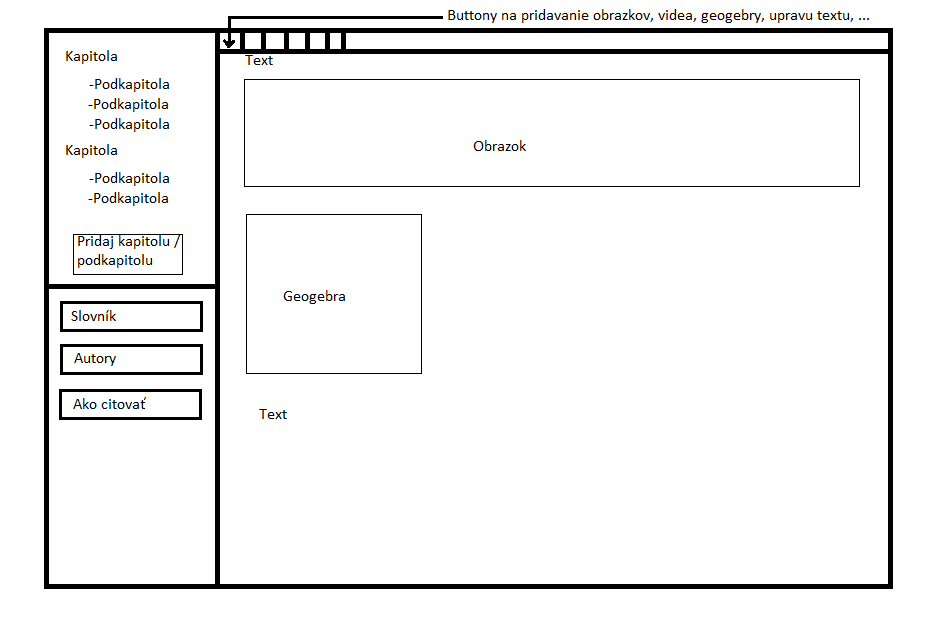 Buttony na pridavanie obrazkov, videa, geogebry, upravu textu, ...
Kapitola
-Podkapitola
-Podkapitola
-Podkapitola
Kapitola
-Podkapitola
-Podkapitola
Pridaj kapitolu /
podkapitolu
Slovník
Autory
Ako citovať
Text
Obrazok
Geogebra
Text